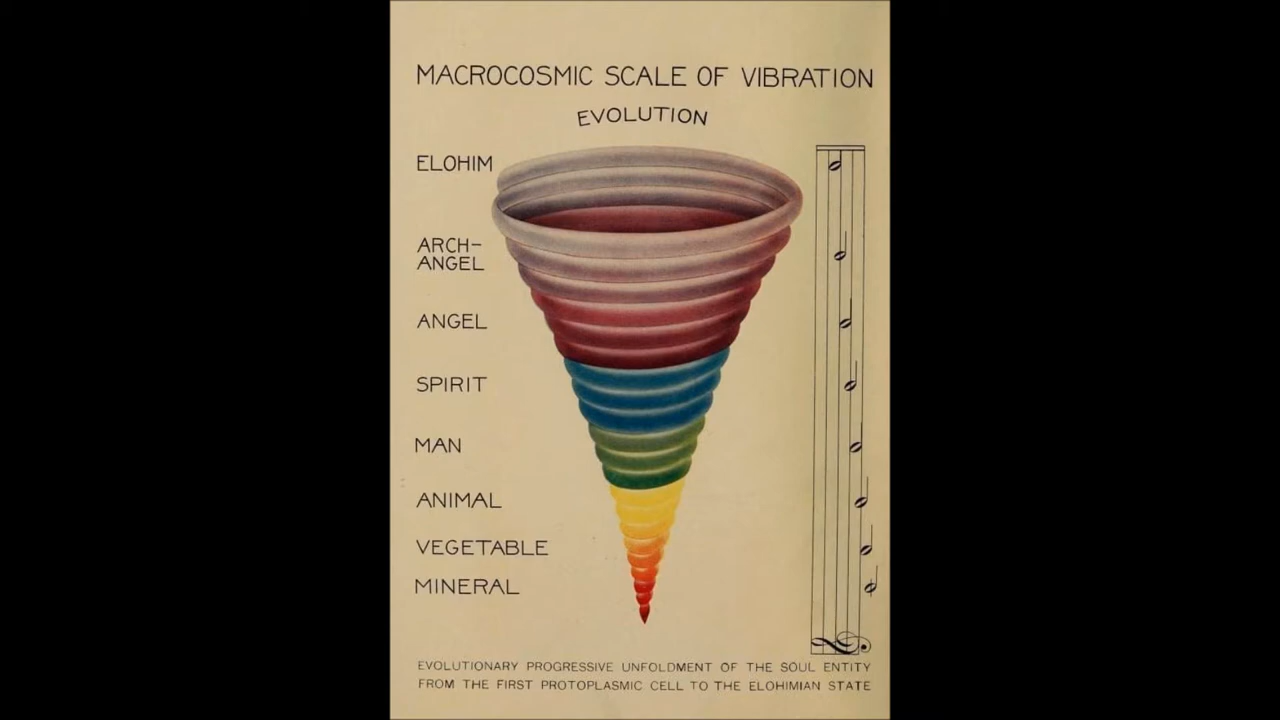 MACROCOSMIC SCALE OF VIBRATION
EVOLUTION
ELOHIM
ARCH-
ANGEL
ANGEL
SPIRIT
MAN
ANIMAL
VEGETABLE
MINERAL
EVOLUTIONARY PROGRESSIVE UNFOLDMENT OF THE SOUL ENTITY
FROM THE FIRST PROTOPLASMIC CELL TO THE ELOHIMIAN STATE